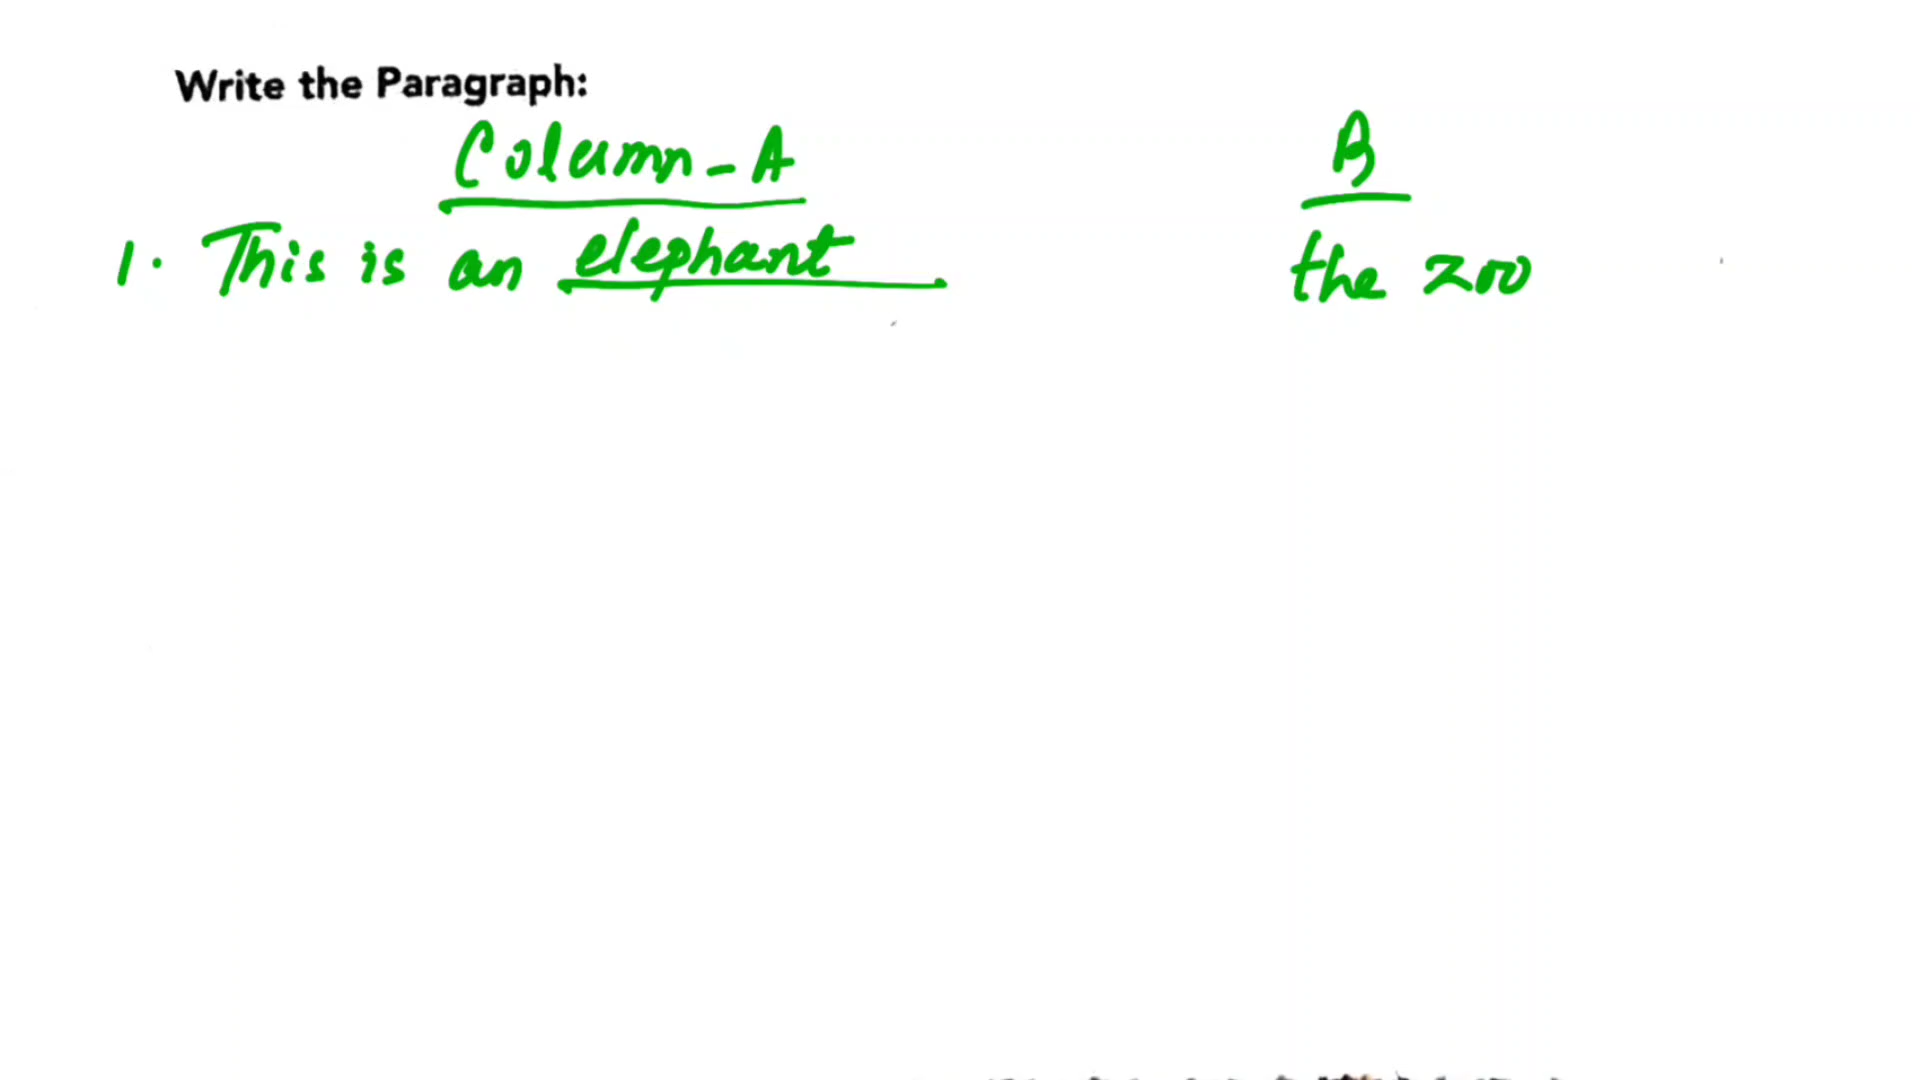 Write the Paragraph:
Column-A B
1. This is an elephant. the zoo